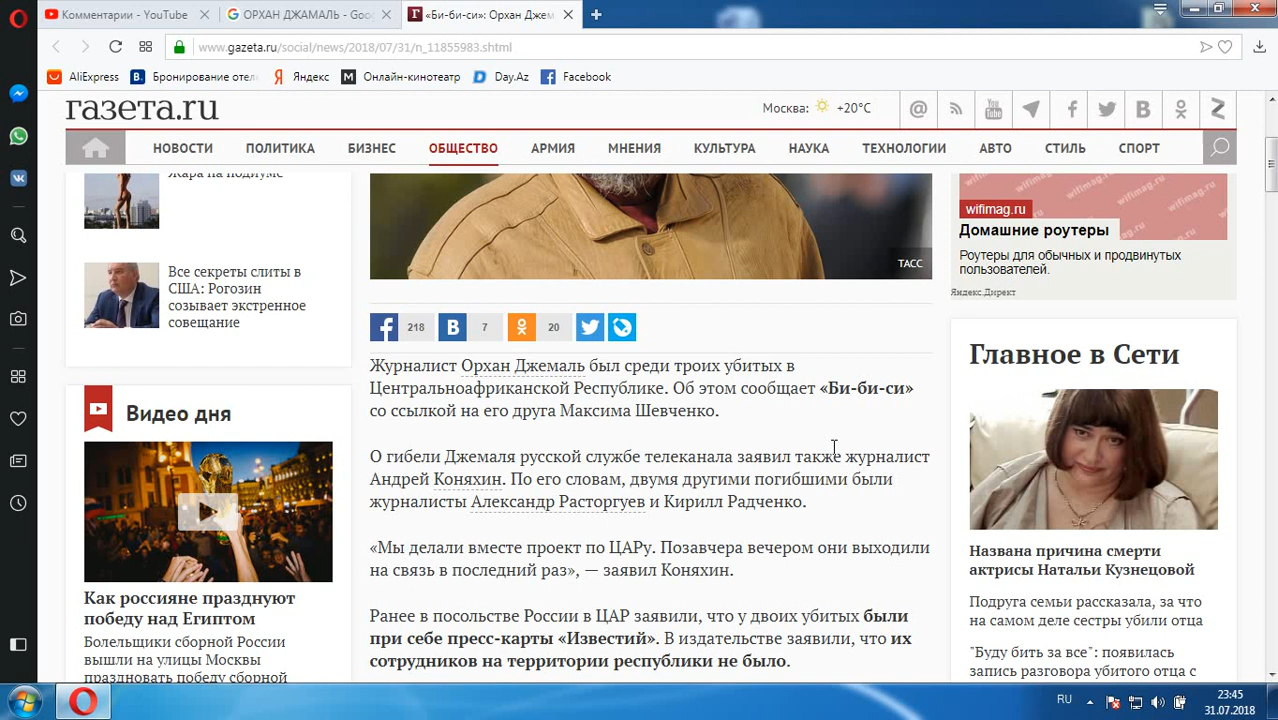 Комментарии - YouTube
ОРХАН ДЖАМАЛЬ - Goo
«Би-би-си»: Орхан Джем
www.gazeta.ru/social/news/2018/07/31/n_11855983.shtml
AliExpress
Бронирование оте
Яндекс
Онлайн-кинотеатр
Day.Az
Facebook
газета.ru
Москва: +20°C
НОВОСТИ ПОЛИТИКА БИЗНЕС ОБЩЕСТВО АРМИЯ МНЕНИЯ КУЛЬТУРА НАУКА ТЕХНОЛОГИИ АВТО СТИЛЬ СПОРТ
Жара на подиуме
Все секреты слиты в
США: Рогозин
созывает экстренное
совещание
Видео дня
Как россияне празднуют
победу над Египтом
Болельщики сборной России
вышли на улицы Москвы
праздновать победу сборной
ТАСС
218
7
20
Журналист Орхан Джемаль был среди троих убитых в
Центральноафриканской Республике. Об этом сообщает «Би-би-си»
со ссылкой на его друга Максима Шевченко.
О гибели Джемаля русской службе телеканала заявил также журналист
Андрей Коняхин. По его словам, двумя другими погибшими были
журналисты Александр Расторгуев и Кирилл Радченко.
«Мы делали вместе проект по ЦАРу. Позавчера вечером они выходили
на связь в последний раз», — заявил Коняхин.
Ранее в посольстве России в ЦАР заявили, что у двоих убитых были
при себе пресс-карты «Известий». В издательстве заявили, что их
сотрудников на территории республики не было.
wifimag.ru
Домашние роутеры
Роутеры для обычных и продвинутых
пользователей.
Яндекс.Директ
Главное в Сети
Названа причина смерти
актрисы Натальи Кузнецовой
Подруга семьи рассказала, за что
на самом деле сестры убили отца
"Буду бить за все": появилась
запись разговора убитого отца с
RU
23:45
31.07.2018